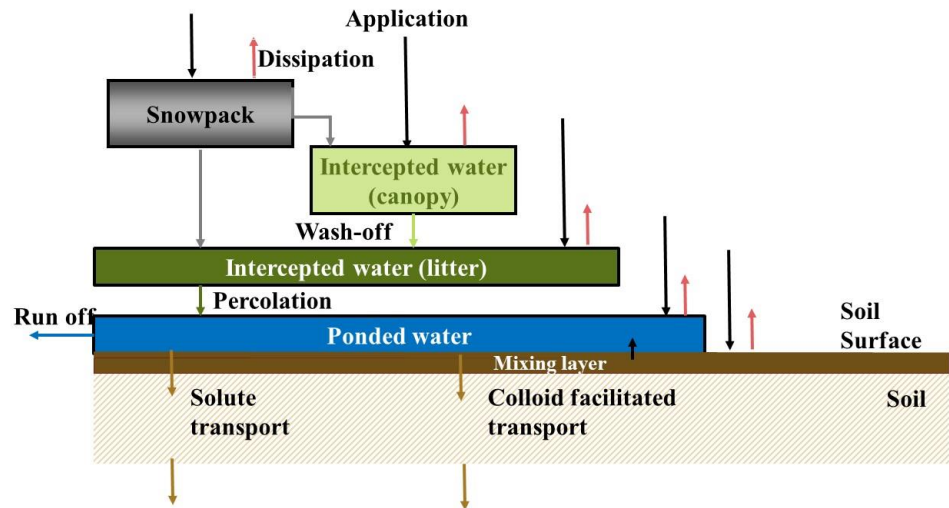 Application
Dissipation
Snowpack
Intercepted water
(canopy)
Wash-off
Intercepted water (litter)
Percolation
Run off
Ponded water
Soil
Surface
Mixing layer
Solute
transport
Colloid facilitated
transport
Soil